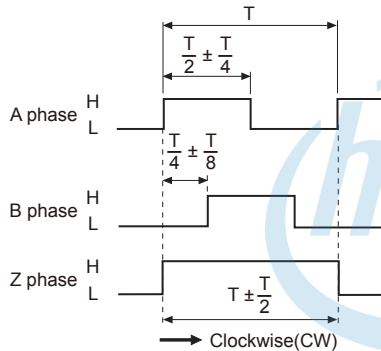 T
T/2 ± T/4
A phase H
L
T/4 ± T/8
B phase H
L
Z phase H
L
T ± T/2
Clockwise(CW)